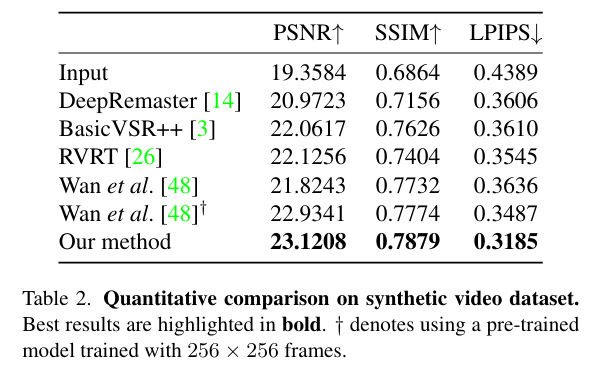 PSNR↑ SSIM↑ LPIPS↓
Input 19.3584 0.6864 0.4389
DeepRemaster [14] 20.9723 0.7156 0.3606
BasicVSR++ [3] 22.0617 0.7626 0.3610
RVRT [26] 22.1256 0.7404 0.3545
Wan et al. [48] 21.8243 0.7732 0.3636
Wan et al. [48]† 22.9341 0.7774 0.3487
Our method 23.1208 0.7879 0.3185
Table 2. Quantitative comparison on synthetic video dataset.
Best results are highlighted in bold. † denotes using a pre-trained
model trained with 256 × 256 frames.